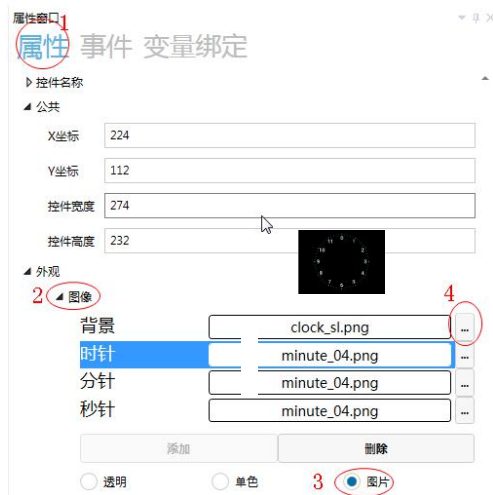 属性窗口
1
属性 事件 变量绑定
控件名称
公共
X坐标 224
Y坐标 112
控件宽度 274
控件高度 232
外观
2 图像 4
背景 clock_sl.png ...
时针 minute_04.png ...
分针 minute_04.png ...
秒针 minute_04.png ...
添加 删除
透明 单色 3 图片